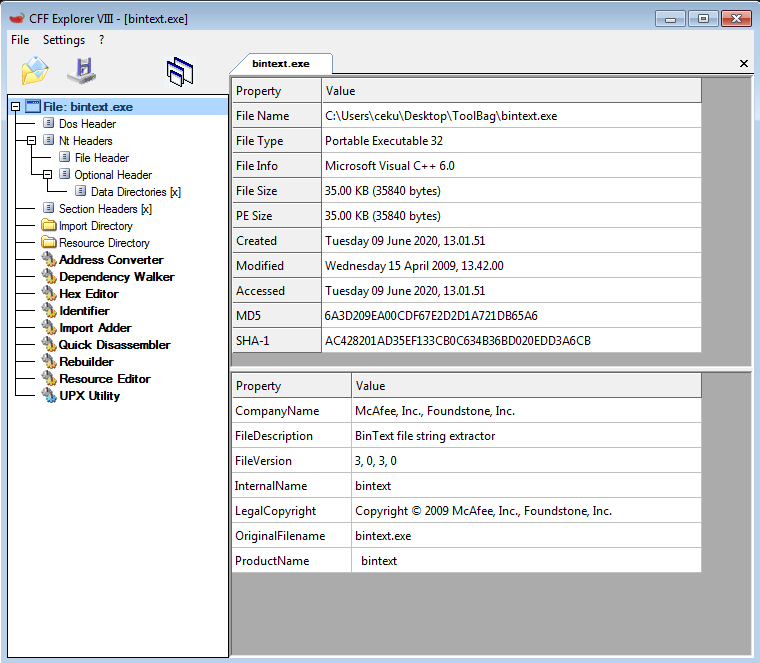 CFF Explorer VIII - [bintext.exe]
File Settings ?
bintext.exe
File: bintext.exe
Dos Header
Nt Headers
File Header
Optional Header
Data Directories [x]
Section Headers [x]
Import Directory
Resource Directory
Address Converter
Dependency Walker
Hex Editor
Identifier
Import Adder
Quick Disassembler
Rebuilder
Resource Editor
UPX Utility
Property Value
File Name C:\Users\ceku\Desktop\ToolBag\bintext.exe
File Type Portable Executable 32
File Info Microsoft Visual C++ 6.0
File Size 35.00 KB (35840 bytes)
PE Size 35.00 KB (35840 bytes)
Created Tuesday 09 June 2020, 13.01.51
Modified Wednesday 15 April 2009, 13.42.00
Accessed Tuesday 09 June 2020, 13.01.51
MD5 6A3D209EA00CDF67E2D2D1A721DB65A6
SHA-1 AC428201AD35EF133CB0C634B36BD020EDD3A6CB
Property Value
CompanyName McAfee, Inc., Foundstone, Inc.
FileDescription BinText file string extractor
FileVersion 3, 0, 3, 0
InternalName bintext
LegalCopyright Copyright © 2009 McAfee, Inc., Foundstone, Inc.
OriginalFilename bintext.exe
ProductName bintext